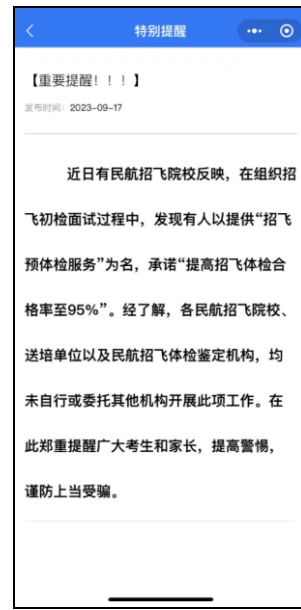 特别提醒
【重要提醒！！！】
发布时间：2023-09-17
近日有民航招飞院校反映，在组织招
飞初检面试过程中，发现有人以提供“招飞
预体检服务”为名，承诺“提高招飞体检合
格率至95%”。经了解，各民航招飞院校、
送培单位以及民航招飞体检鉴定机构，均
未自行或委托其他机构开展此项工作。在
此郑重提醒广大考生和家长，提高警惕，
谨防上当受骗。